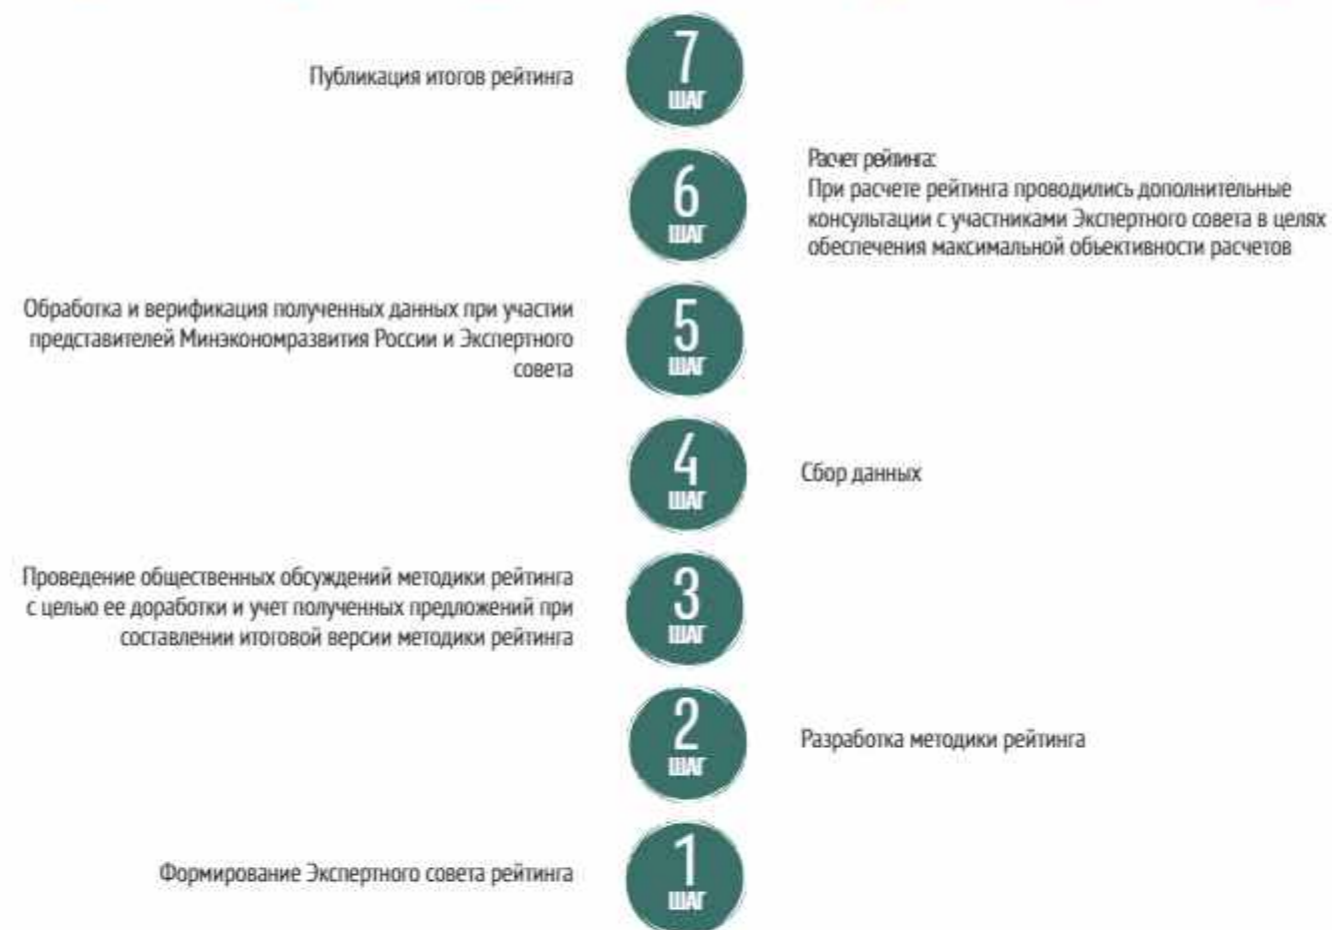 Публикация итогов рейтинга
7
ШАГ
Расчет рейтинга:
При расчете рейтинга проводились дополнительные
консультации с участниками Экспертного совета в целях
обеспечения максимальной объективности расчетов
6
ШАГ
Обработка и верификация полученных данных при участии
представителей Минэкономразвития России и Экспертного
совета
5
ШАГ
4
ШАГ
Сбор данных
Проведение общественных обсуждений методики рейтинга
с целью ее доработки и учет полученных предложений при
составлении итоговой версии методики рейтинга
3
ШАГ
2
ШАГ
Разработка методики рейтинга
Формирование Экспертного совета рейтинга
1
ШАГ